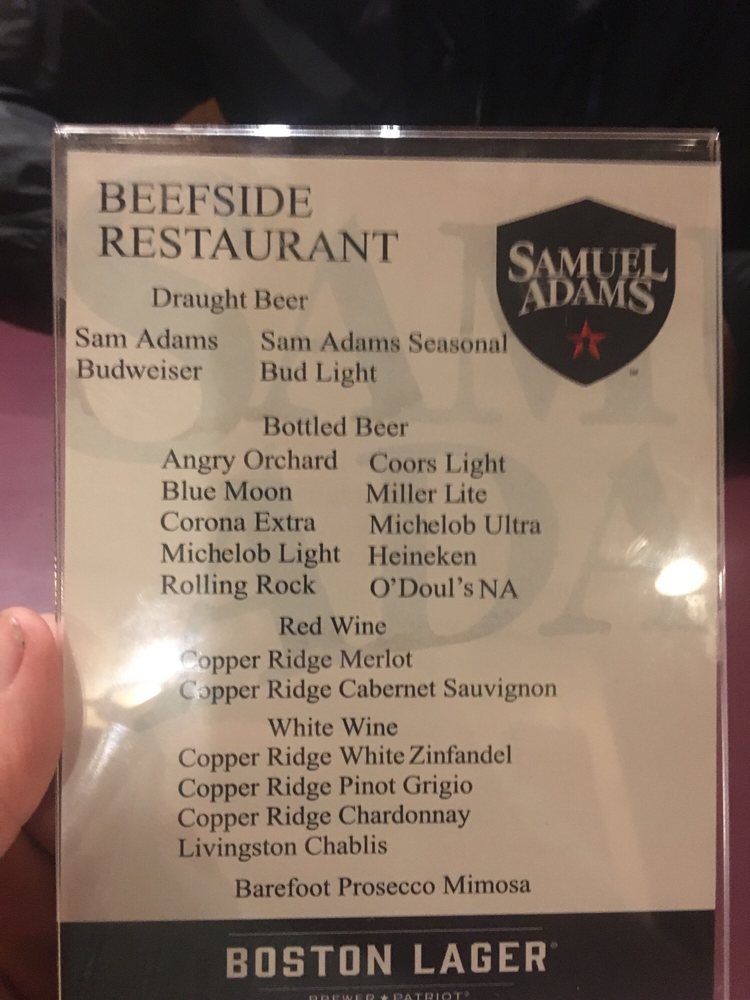 BEEFSIDE
RESTAURANT
SAMUEL
ADAMS
Draught Beer
Sam Adams Sam Adams Seasonal
Budweiser Bud Light
Bottled Beer
Angry Orchard Coors Light
Blue Moon Miller Lite
Corona Extra Michelob Ultra
Michelob Light Heineken
Rolling Rock O'Doul's NA
Red Wine
Copper Ridge Merlot
Copper Ridge Cabernet Sauvignon
White Wine
Copper Ridge White Zinfandel
Copper Ridge Pinot Grigio
Copper Ridge Chardonnay
Livingston Chablis
Barefoot Prosecco Mimosa
BOSTON LAGER®
BREWER ★ PATRIOT®